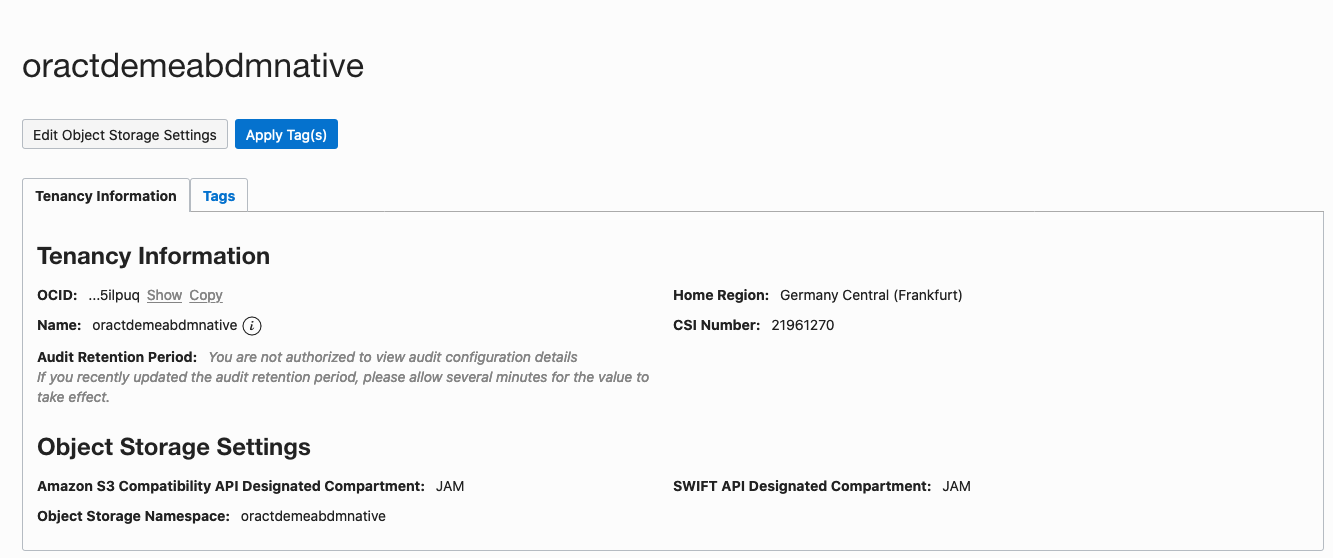 oractdemeabdmnative
Edit Object Storage Settings Apply Tag(s)
Tenancy Information Tags
Tenancy Information
OCID: ...5ilpuq Show Copy Home Region: Germany Central (Frankfurt)
Name: oractdemeabdmnative i CSI Number: 21961270
Audit Retention Period: You are not authorized to view audit configuration details
If you recently updated the audit retention period, please allow several minutes for the value to
take effect.
Object Storage Settings
Amazon S3 Compatibility API Designated Compartment: JAM SWIFT API Designated Compartment: JAM
Object Storage Namespace: oractdemeabdmnative